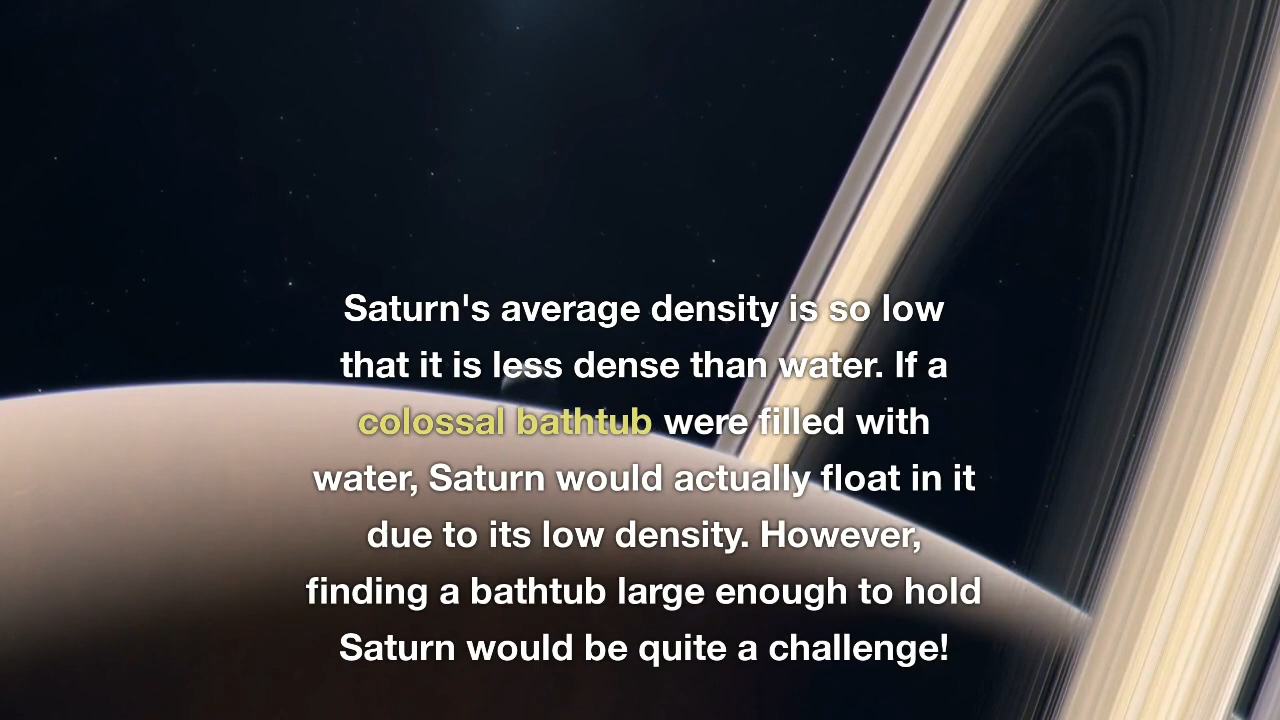 Saturn's average density is so low
that it is less dense than water. If a
colossal bathtub were filled with
water, Saturn would actually float in it
due to its low density. However,
finding a bathtub large enough to hold
Saturn would be quite a challenge!